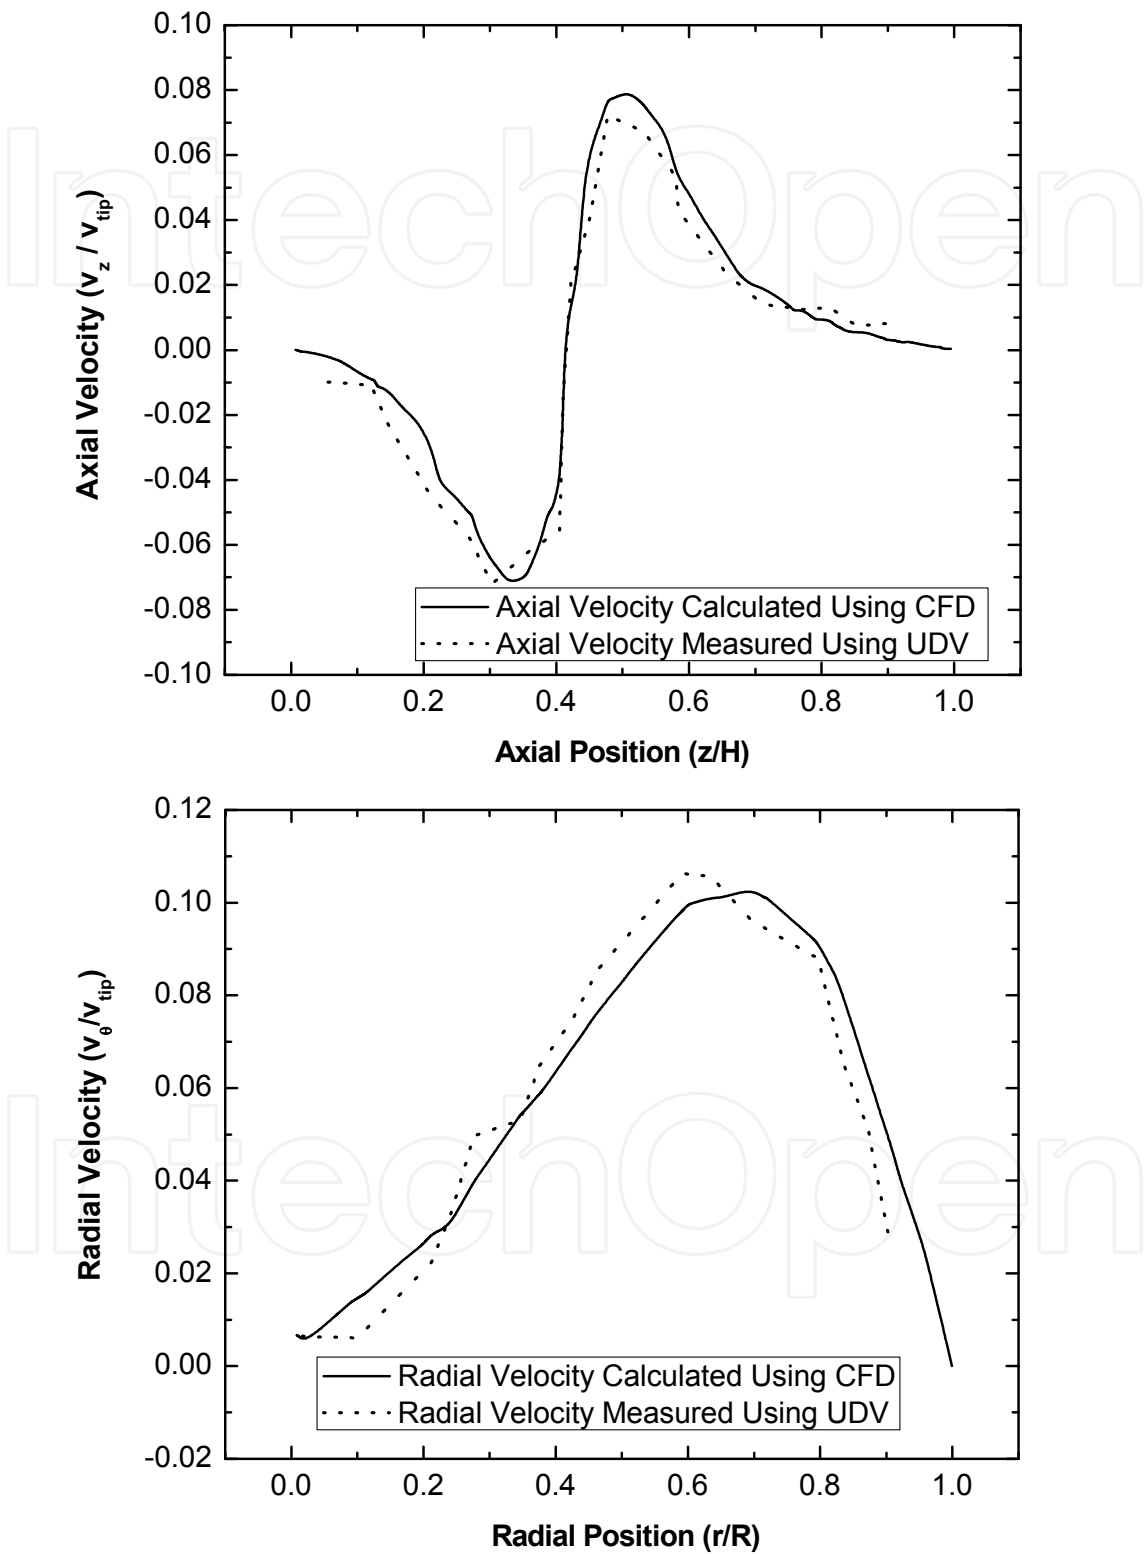 0.10
0.08
0.06
0.04
0.02
0.00
-0.02
-0.04
-0.06
-0.08
-0.10
Axial Velocity (v_z / v_tip)
Axial Velocity Calculated Using CFD
Axial Velocity Measured Using UDV
0.0 0.2 0.4 0.6 0.8 1.0
Axial Position (z/H)
IntechOpen
0.12
0.10
0.08
0.06
0.04
0.02
0.00
-0.02
Radial Velocity (v_θ/v_tip)
Radial Velocity Calculated Using CFD
Radial Velocity Measured Using UDV
0.0 0.2 0.4 0.6 0.8 1.0
Radial Position (r/R)
IntechOpen